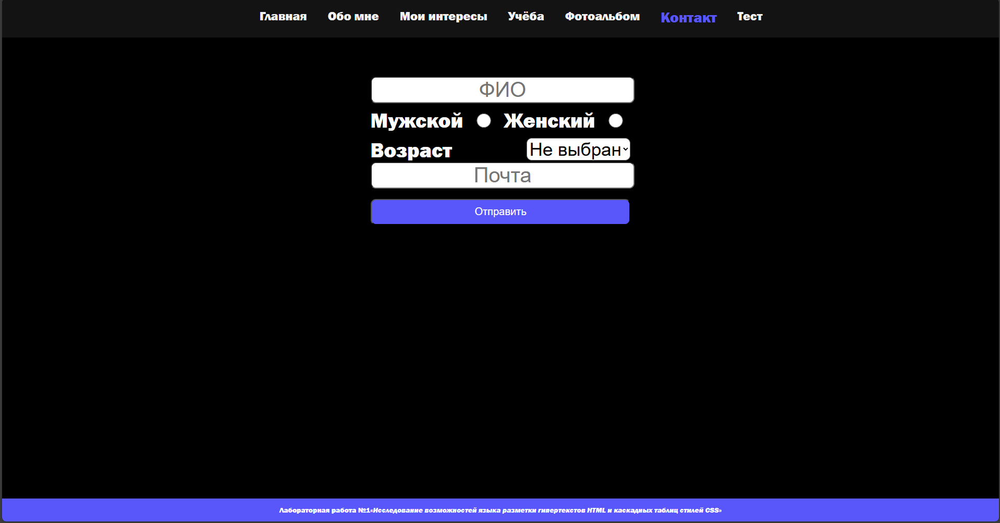 Главная Обо мне Мои интересы Учёба Фотоальбом Контакт Тест
ФИО
Мужской Женский
Возраст Не выбран
Почта
Отправить
Лабораторная работа №1«Исследование возможностей языка разметки гипертекстов HTML и каскадных таблиц стилей CSS»